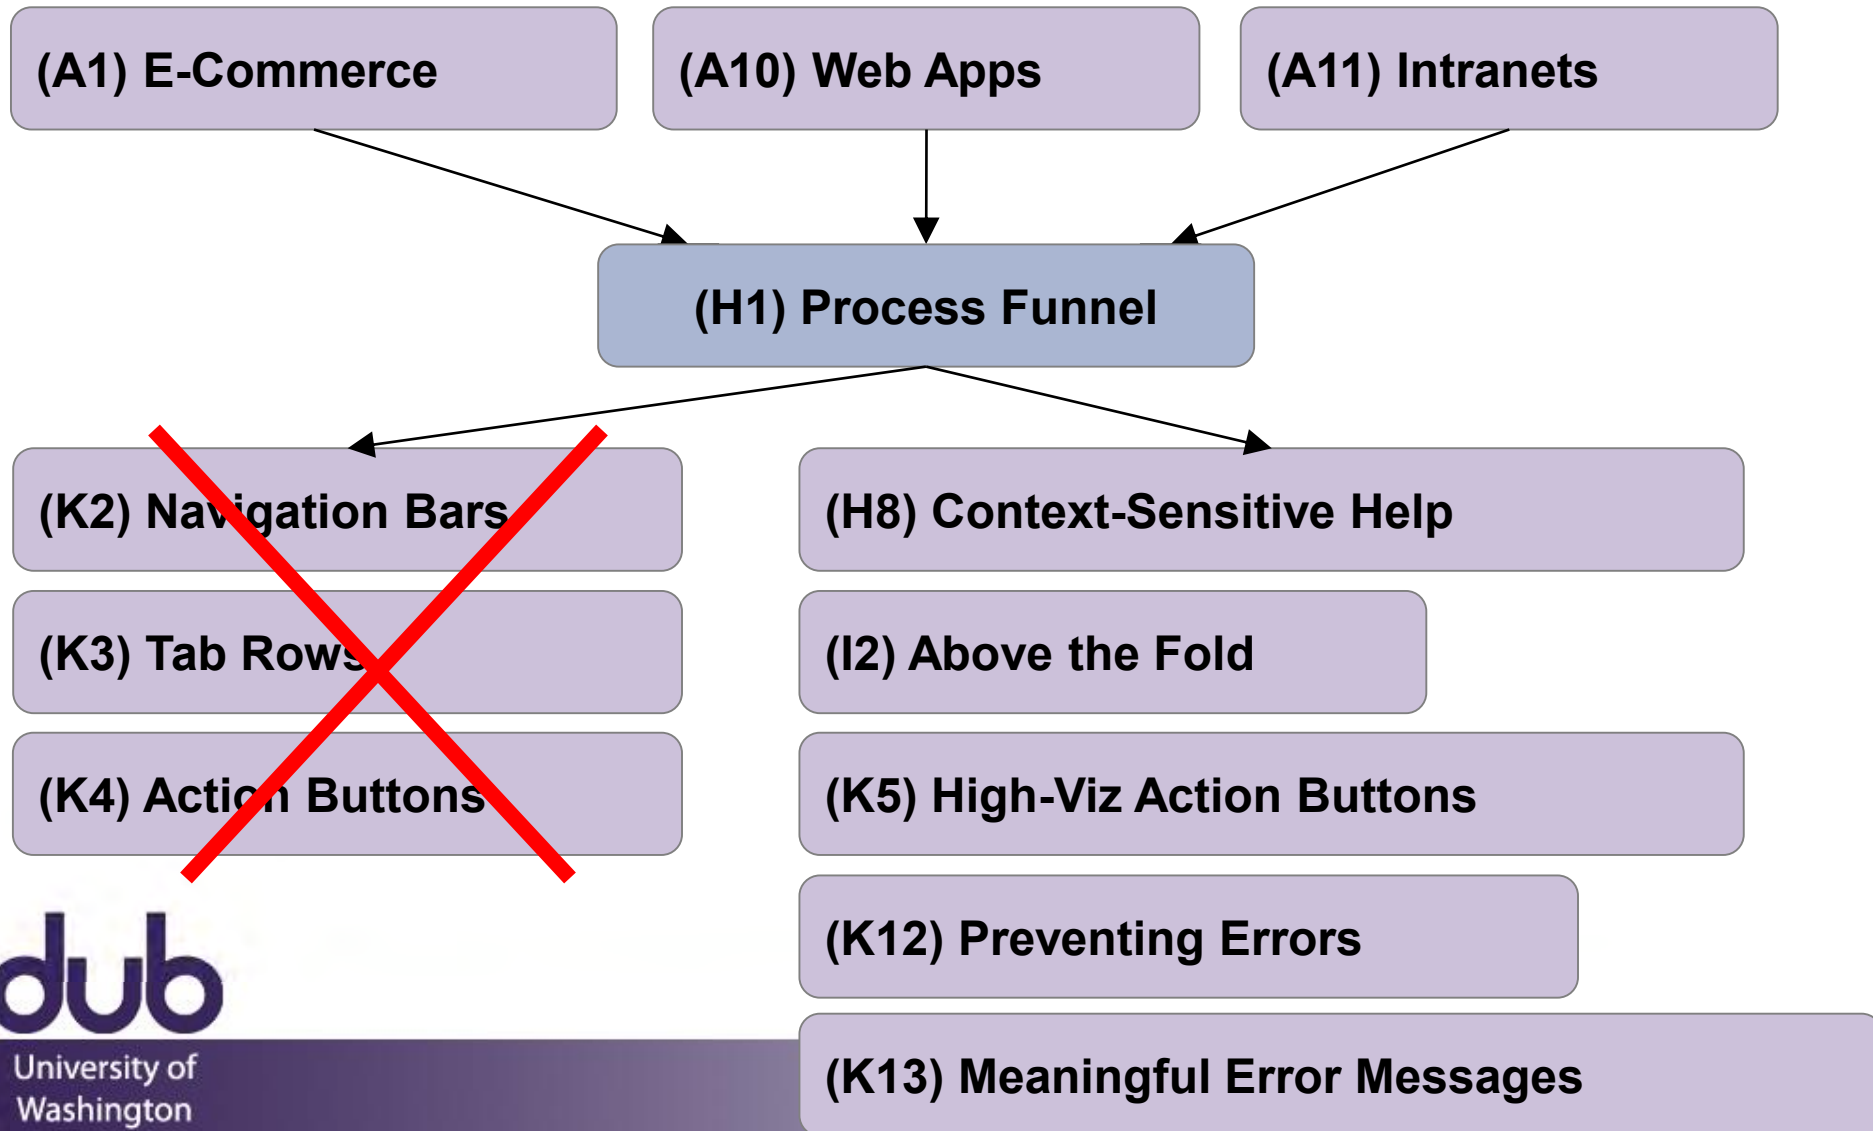 (A1) E-Commerce
(A10) Web Apps
(A11) Intranets
(H1) Process Funnel
(K2) Navigation Bars
(K3) Tab Rows
(K4) Action Buttons
(H8) Context-Sensitive Help
(I2) Above the Fold
(K5) High-Viz Action Buttons
(K12) Preventing Errors
(K13) Meaningful Error Messages
dub
University of
Washington